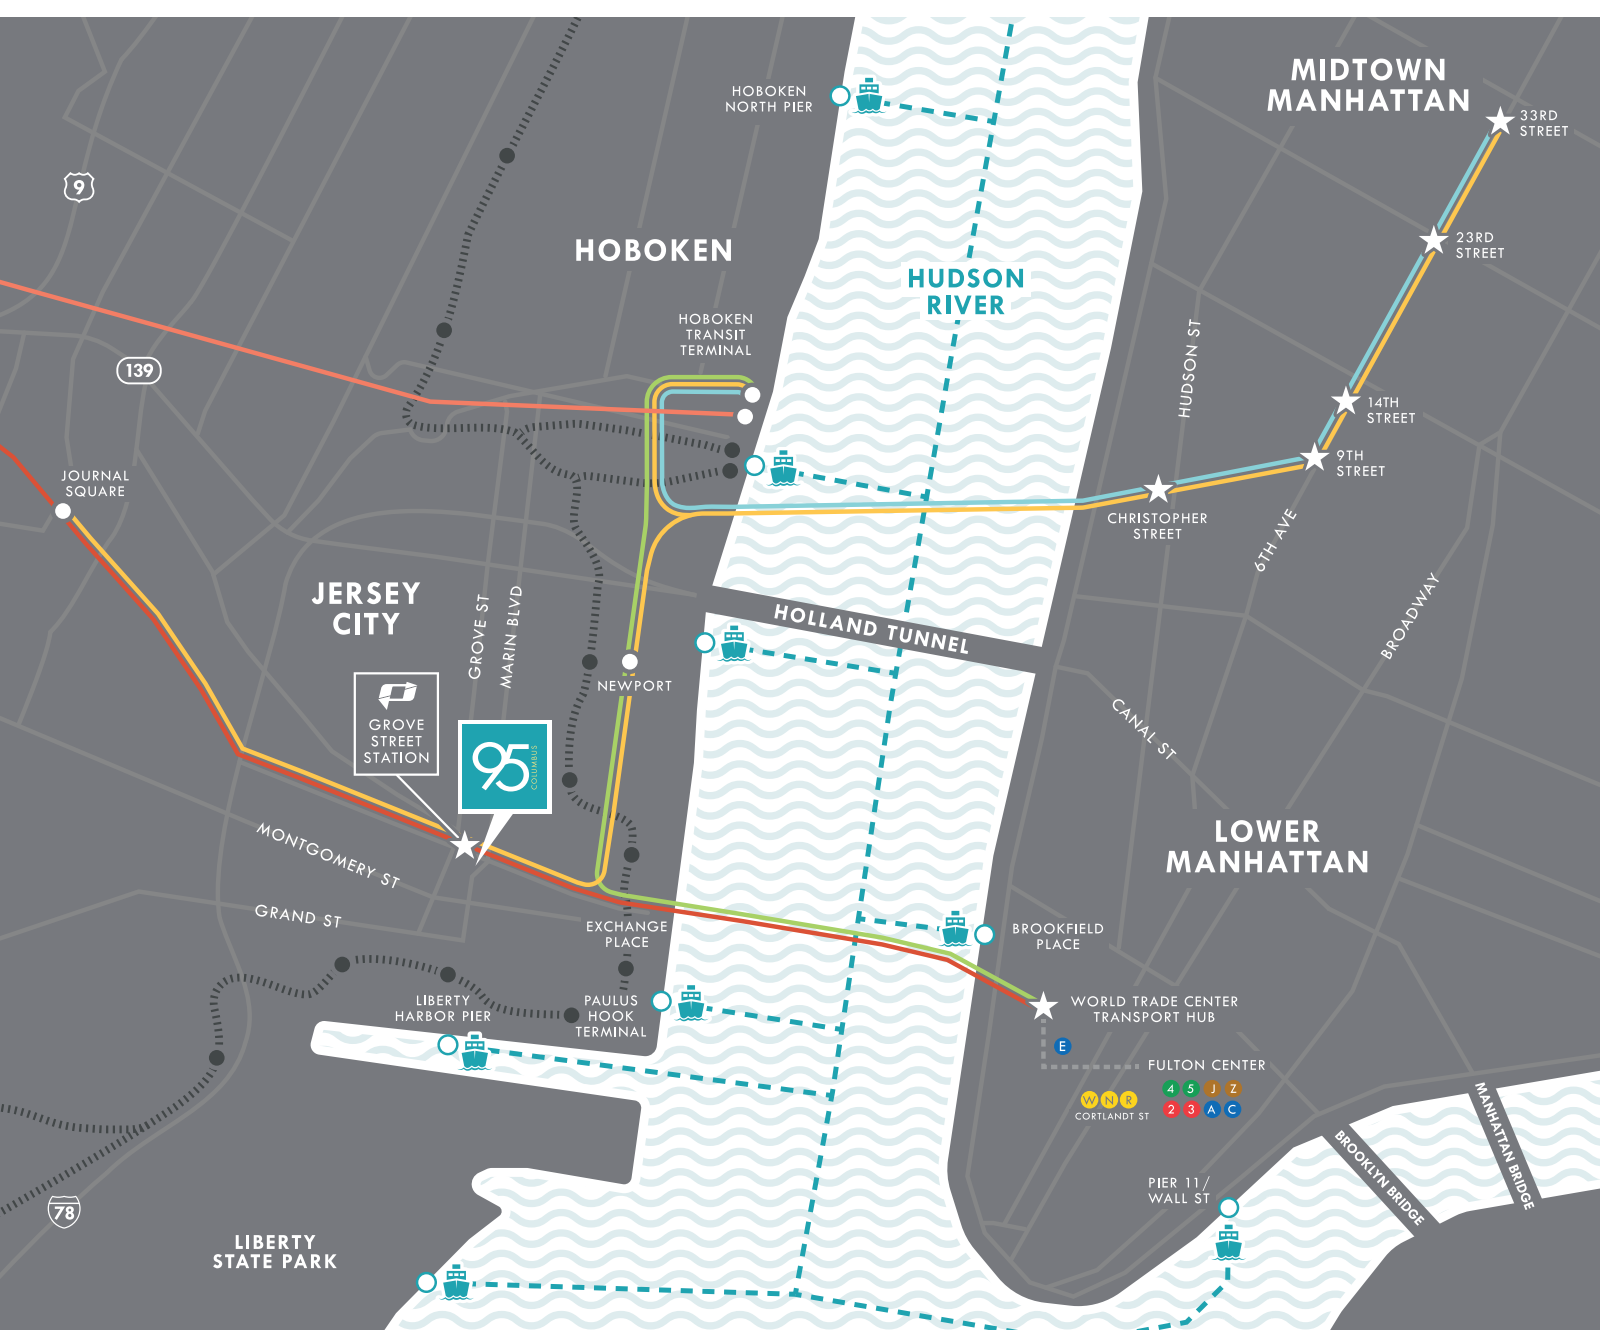 MIDTOWN
MANHATTAN
HOBOKEN
NORTH PIER
33RD
STREET
9
23RD
STREET
HOBOKEN
HUDSON
RIVER
HOBOKEN
TRANSIT
TERMINAL
HUDSON ST
139
14TH
STREET
9TH
STREET
JOURNAL
SQUARE
CHRISTOPHER
STREET
6TH AVE
JERSEY
CITY
GROVE ST
MARIN BLVD
HOLLAND TUNNEL
BROADWAY
NEWPORT
GROVE
STREET
STATION
95
COLUMBUS
CANAL ST
MONTGOMERY ST
LOWER
MANHATTAN
GRAND ST
EXCHANGE
PLACE
BROOKFIELD
PLACE
LIBERTY
HARBOR PIER
PAULUS
HOOK
TERMINAL
WORLD TRADE CENTER
TRANSPORT HUB
E
FULTON CENTER
4 5 J Z
W N R
2 3 A C
CORTLANDT ST
MANHATTAN BRIDGE
BROOKLYN BRIDGE
PIER 11/
WALL ST
78
LIBERTY
STATE PARK